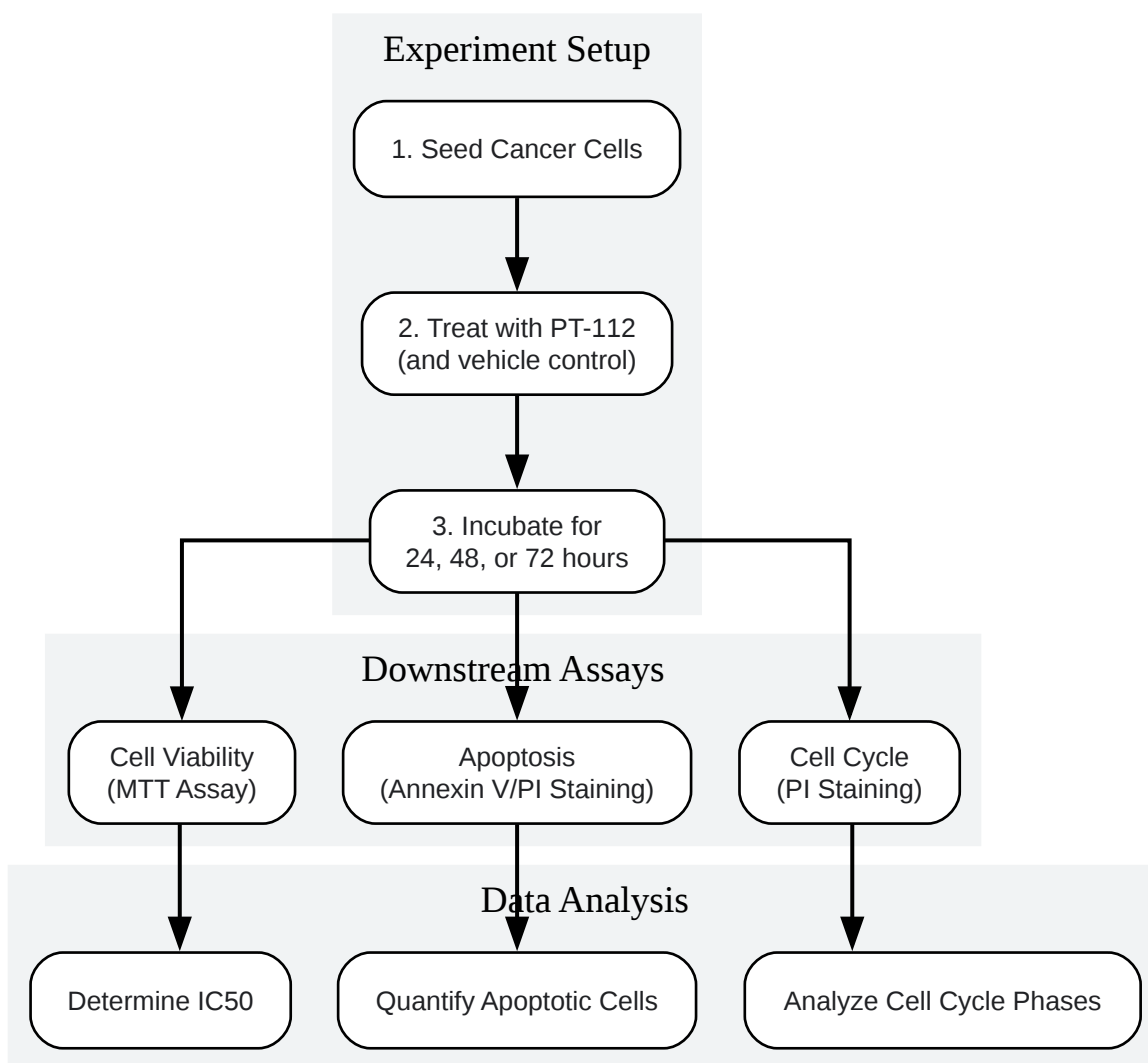 Experiment Setup
1. Seed Cancer Cells
2. Treat with PT-112
(and vehicle control)
3. Incubate for
24, 48, or 72 hours
Downstream Assays
Cell Viability
(MTT Assay)
Apoptosis
(Annexin V/PI Staining)
Cell Cycle
(PI Staining)
Data Analysis
Determine IC50
Quantify Apoptotic Cells
Analyze Cell Cycle Phases